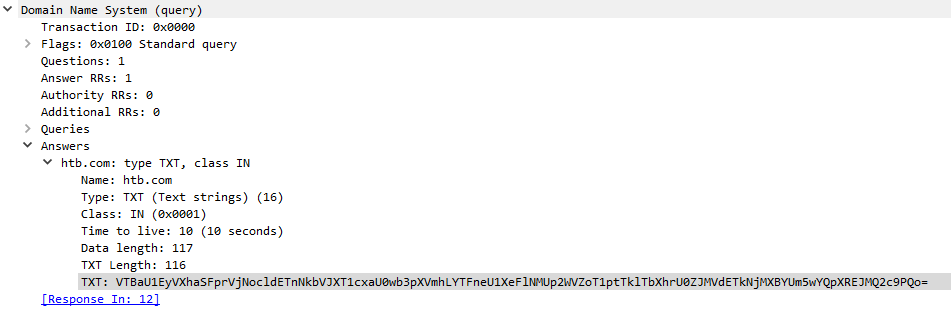 Domain Name System (query)
Transaction ID: 0x0000
Flags: 0x0100 Standard query
Questions: 1
Answer RRs: 1
Authority RRs: 0
Additional RRs: 0
Queries
Answers
htb.com: type TXT, class IN
Name: htb.com
Type: TXT (Text strings) (16)
Class: IN (0x0001)
Time to live: 10 (10 seconds)
Data length: 117
TXT Length: 116
TXT: VTBaU1EyVXhaSFprVjNocldETnNkbVJXT1cxaU0wb3pXVmhLYTFneU1XeFlNMUp2WVZoT1ptTklTbXhrU0ZJMVdETkNjMXBYUm5wYQpXREJMQ2c9PQo=
[Response In: 12]